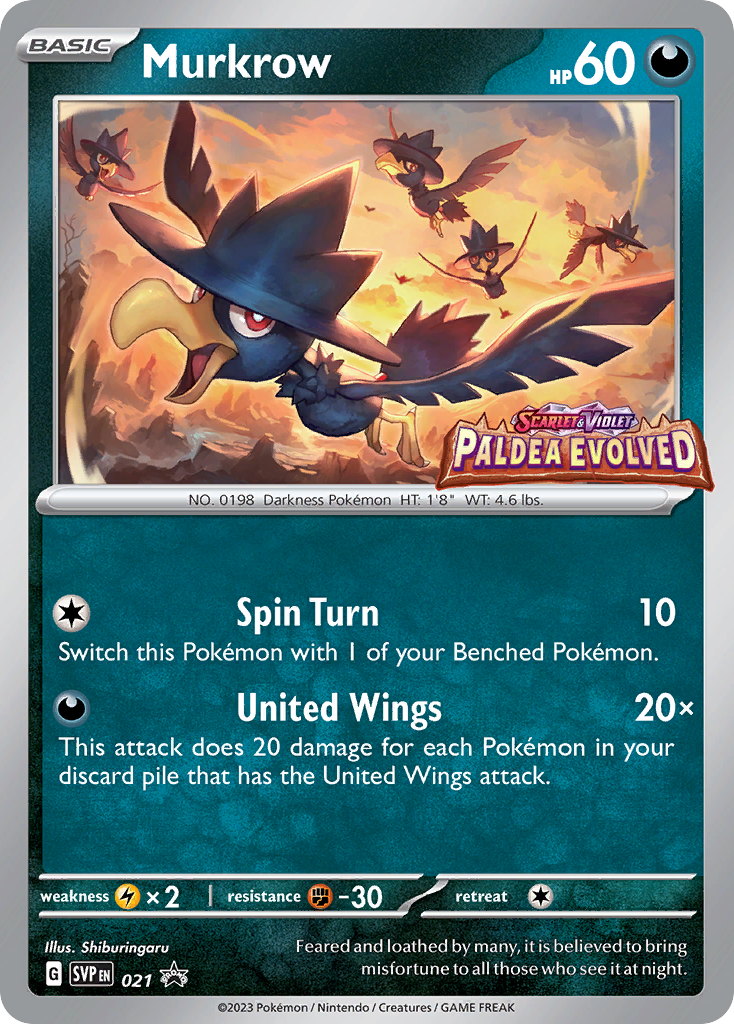 BASIC
Murkrow
HP 60
SCARLET & VIOLET
PALDEA EVOLVED
NO. 0198 Darkness Pokémon HT: 1'8" WT: 4.6 lbs.
Spin Turn 10
Switch this Pokémon with 1 of your Benched Pokémon.
United Wings 20×
This attack does 20 damage for each Pokémon in your
discard pile that has the United Wings attack.
weakness ×2 resistance -30 retreat
Illus. Shiburingaru
Feared and loathed by many, it is believed to bring
misfortune to all those who see it at night.
G SVP EN 021 PROMO
©2023 Pokémon / Nintendo / Creatures / GAME FREAK